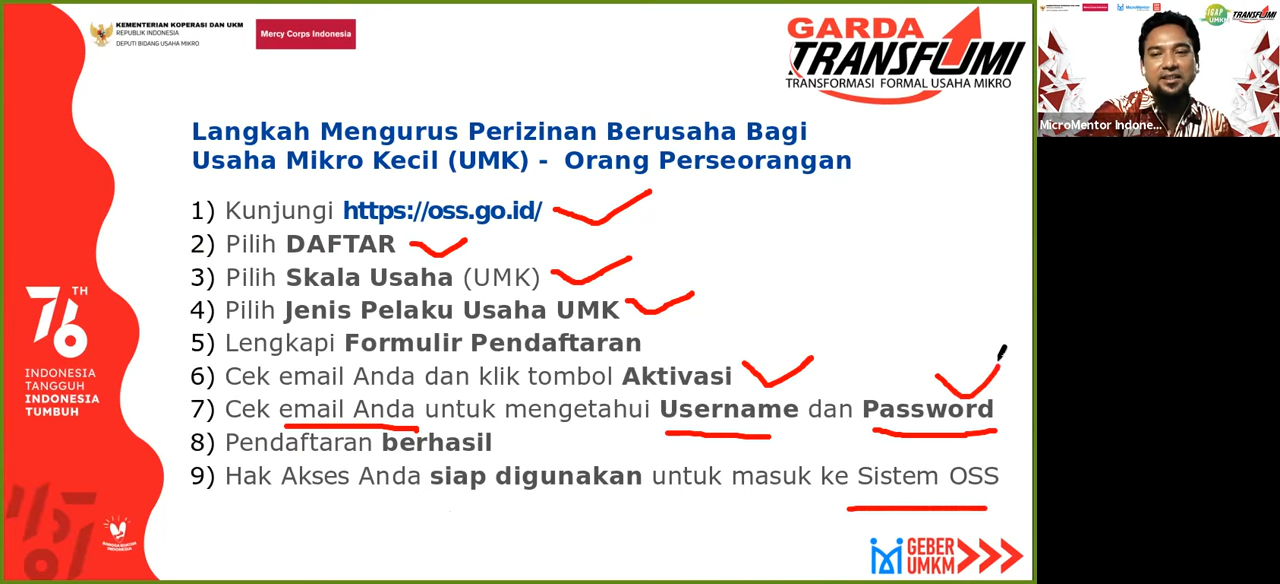 KEMENTERIAN KOPERASI DAN UKM
REPUBLIK INDONESIA
DEPUTI BIDANG USAHA MIKRO
Mercy Corps Indonesia
GARDA
TRANSFUMI
TRANSFORMASI FORMAL USAHA MIKRO
Langkah Mengurus Perizinan Berusaha Bagi
Usaha Mikro Kecil (UMK) - Orang Perseorangan
1) Kunjungi https://oss.go.id/
2) Pilih DAFTAR
3) Pilih Skala Usaha (UMK)
4) Pilih Jenis Pelaku Usaha UMK
5) Lengkapi Formulir Pendaftaran
6) Cek email Anda dan klik tombol Aktivasi
7) Cek email Anda untuk mengetahui Username dan Password
8) Pendaftaran berhasil
9) Hak Akses Anda siap digunakan untuk masuk ke Sistem OSS
76 TH
INDONESIA
TANGGUH
INDONESIA
TUMBUH
GEBER
UMKM
MicroMentor
TRANSFUMI
MicroMentor Indone...